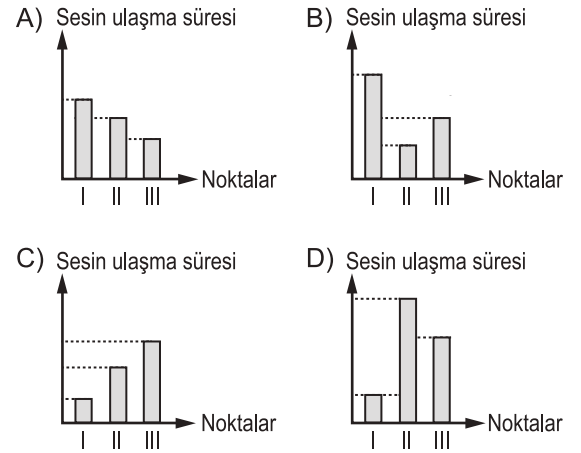 A) Sesin ulaşma süresi
Noktalar
I II III
B) Sesin ulaşma süresi
Noktalar
I II III
C) Sesin ulaşma süresi
Noktalar
I II III
D) Sesin ulaşma süresi
Noktalar
I II III